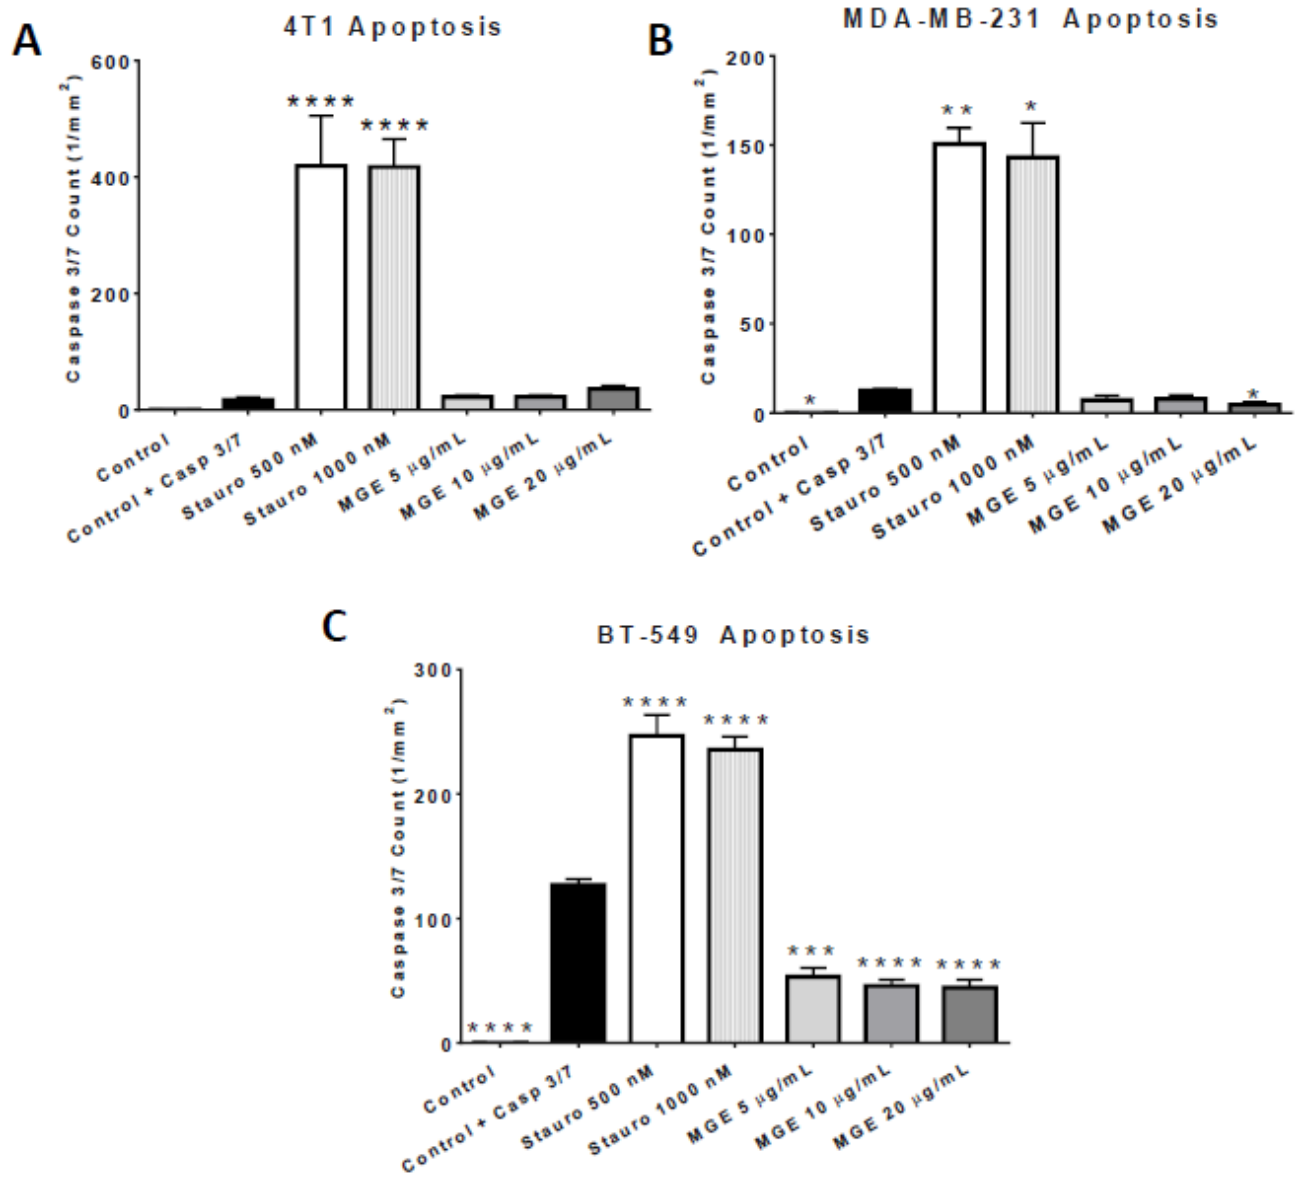 A
4T1 Apoptosis
Caspase 3/7 Count (1/mm²)
600
400
200
0
****
****
Control
Control + Casp 3/7
Stauro 500 nM
Stauro 1000 nM
MGE 5 μg/mL
MGE 10 μg/mL
MGE 20 μg/mL
B
MDA-MB-231 Apoptosis
Caspase 3/7 Count (1/mm²)
200
150
100
50
0
*
**
*
*
Control
Control + Casp 3/7
Stauro 500 nM
Stauro 1000 nM
MGE 5 μg/mL
MGE 10 μg/mL
MGE 20 μg/mL
C
BT-549 Apoptosis
Caspase 3/7 Count (1/mm²)
300
200
100
0
****
****
****
***
****
****
Control
Control + Casp 3/7
Stauro 500 nM
Stauro 1000 nM
MGE 5 μg/mL
MGE 10 μg/mL
MGE 20 μg/mL